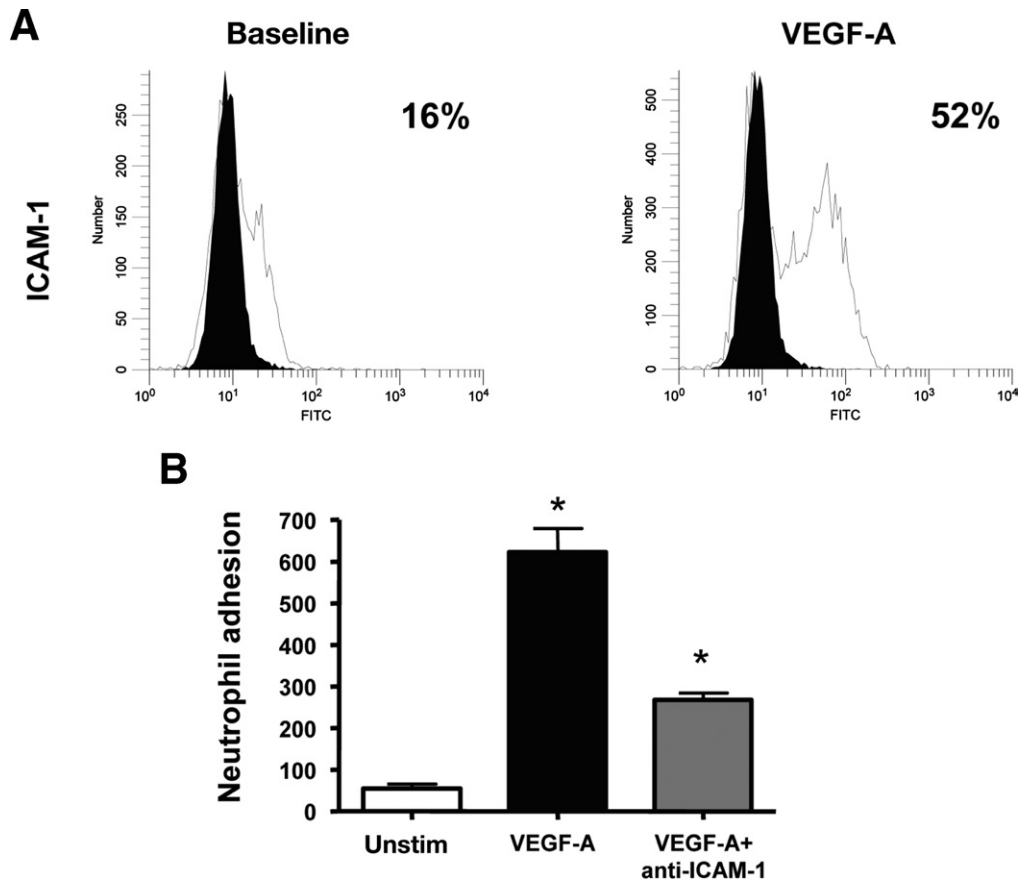 A
Baseline
VEGF-A
16%
52%
ICAM-1
Number
250
200
150
100
50
0
10⁰ 10¹ 10² 10³ 10⁴
FITC
Number
500
400
300
200
100
0
10⁰ 10¹ 10² 10³ 10⁴
FITC
B
Neutrophil adhesion
700
600
500
400
300
200
100
0
*
*
Unstim
VEGF-A
VEGF-A+
anti-ICAM-1